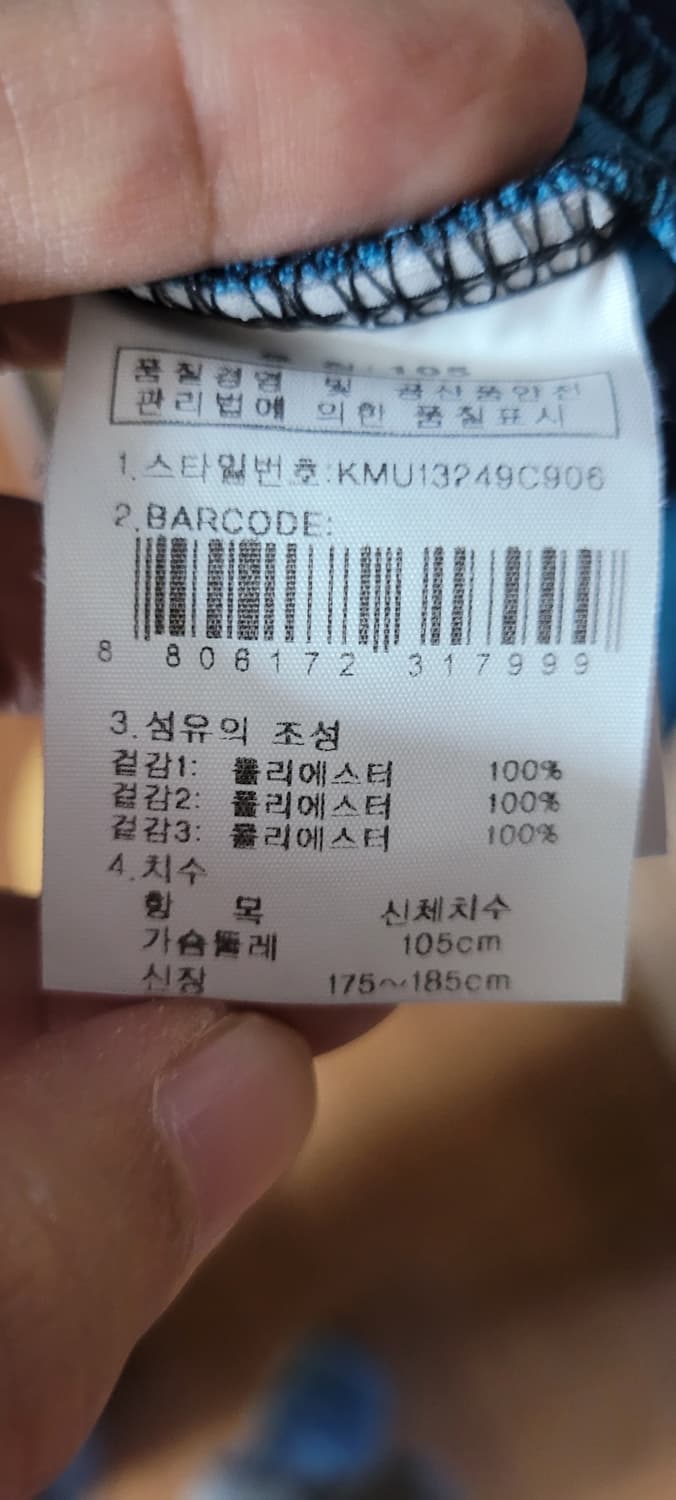 품질경영 및 공산품안전
관리법에 의한 품질표시
1.스타일번호:KMU13249C906
2.BARCODE:
8 806172 317999
3.섬유의 조성
겉감1: 폴리에스터 100%
겉감2: 폴리에스터 100%
겉감3: 폴리에스터 100%
4.치수
항 목 신체치수
가슴둘레 105cm
신장 175~185cm